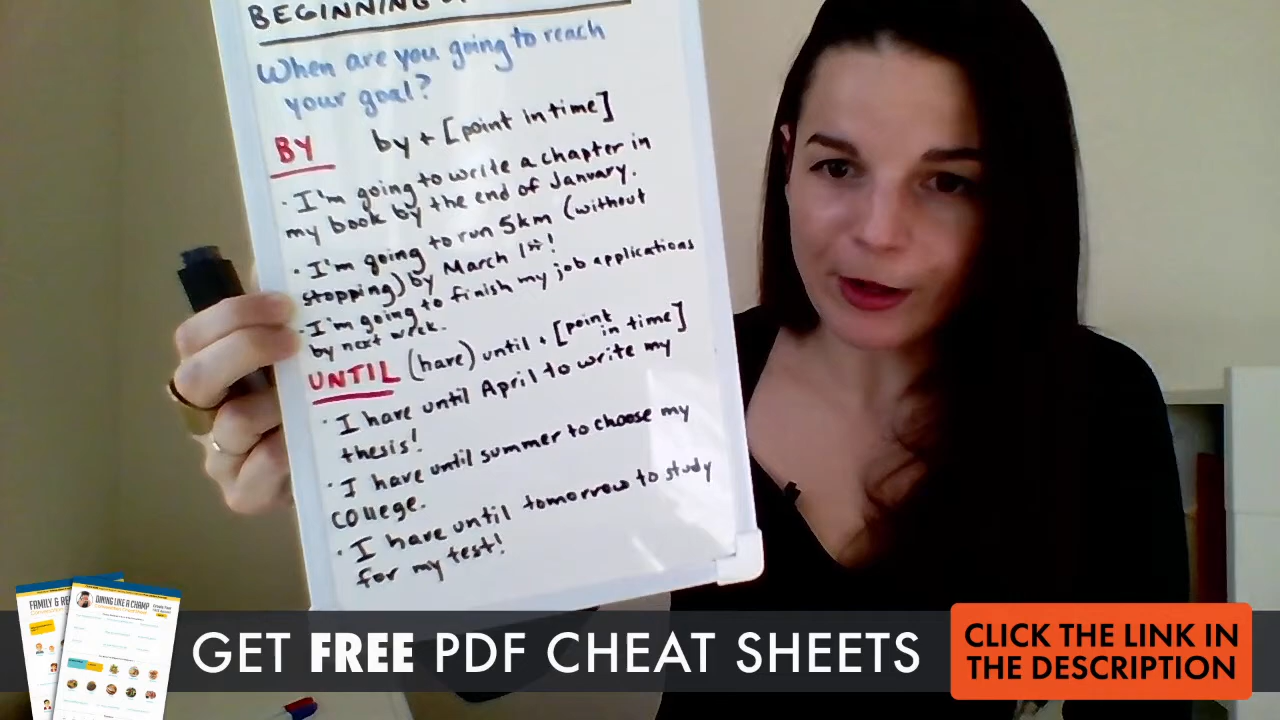 BEGINNING
When are you going to reach
your goal?
BY by + [point in time]
· I'm going to write a chapter in
my book by the end of January.
· I'm going to run 5km (without
stopping) by March 1st!
· I'm going to finish my job applications
by next week.
UNTIL (have) until + [point in time]
· I have until April to write my
thesis!
· I have until summer to choose my
college.
· I have until tomorrow to study
for my test!
FAMILY & RE
DINING LIKE A CHAMP
GET FREE PDF CHEAT SHEETS
CLICK THE LINK IN
THE DESCRIPTION